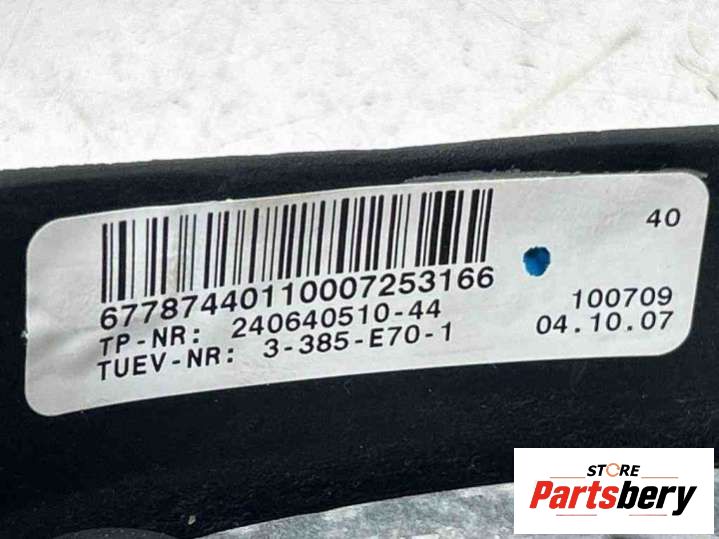 40
67787440110007253166
TP-NR: 240640510-44
TUEV-NR: 3-385-E70-1
100709
04.10.07
STORE
Partsbery